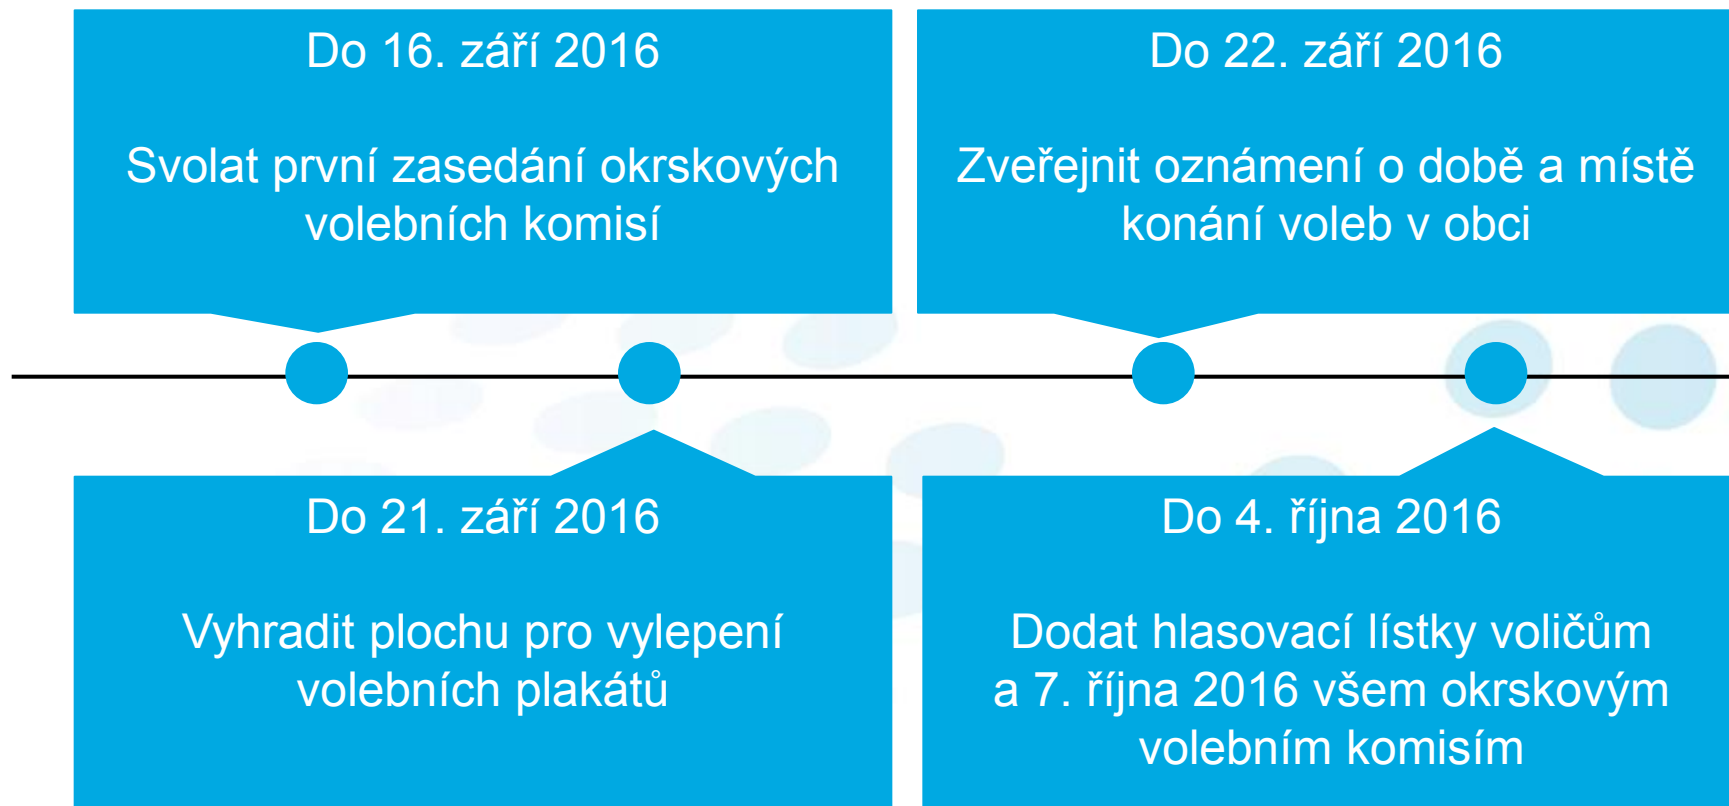 Do 16. září 2016
Svolat první zasedání okrskových
volebních komisí
Do 22. září 2016
Zveřejnit oznámení o době a místě
konání voleb v obci
Do 21. září 2016
Vyhradit plochu pro vylepení
volebních plakátů
Do 4. října 2016
Dodat hlasovací lístky voličům
a 7. října 2016 všem okrskovým
volebním komisím